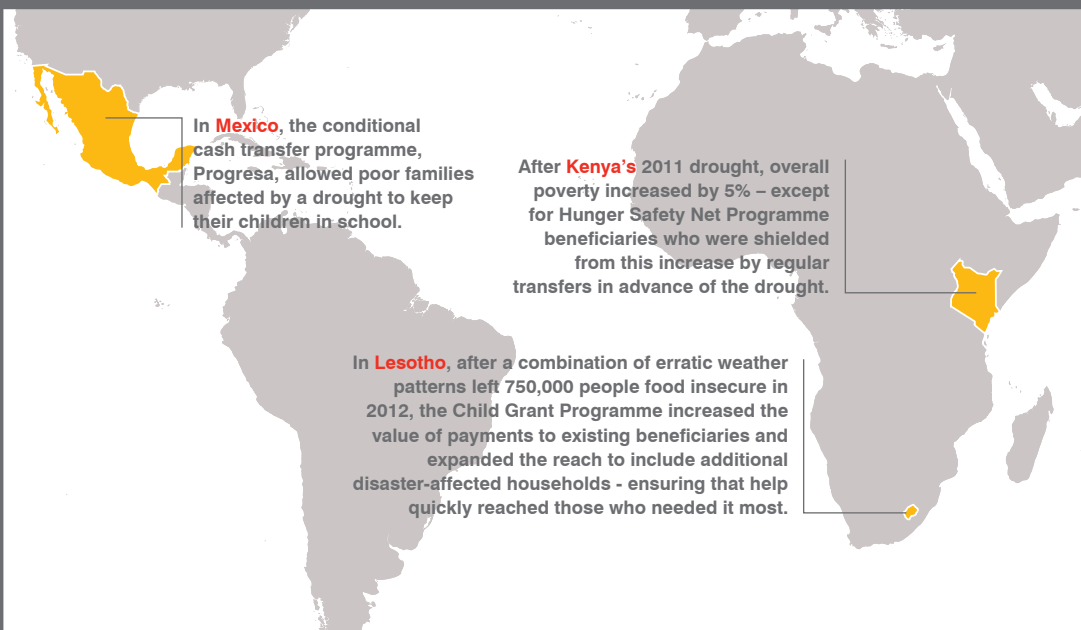 In Mexico, the conditional
cash transfer programme,
Progresa, allowed poor families
affected by a drought to keep
their children in school.
After Kenya's 2011 drought, overall
poverty increased by 5% – except
for Hunger Safety Net Programme
beneficiaries who were shielded
from this increase by regular
transfers in advance of the drought.
In Lesotho, after a combination of erratic weather
patterns left 750,000 people food insecure in
2012, the Child Grant Programme increased the
value of payments to existing beneficiaries and
expanded the reach to include additional
disaster-affected households - ensuring that help
quickly reached those who needed it most.